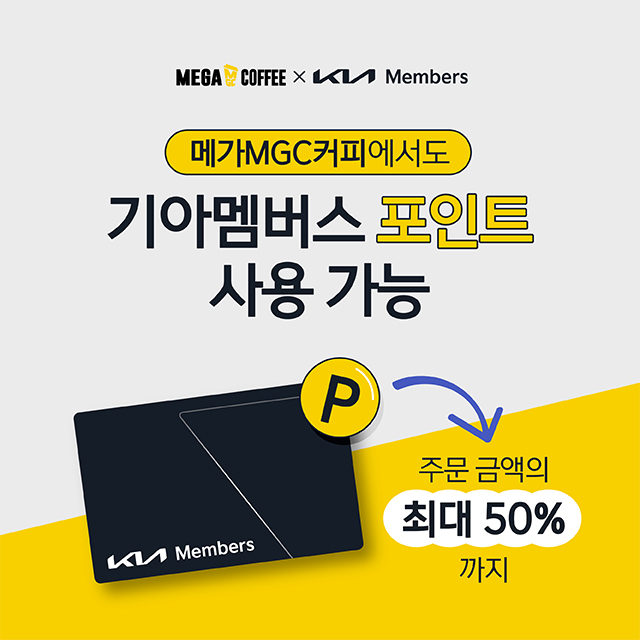 MEGA MGC COFFEE × KIA Members
메가MGC커피에서도
기아멤버스 포인트
사용 가능
P
주문 금액의
최대 50%
까지
KIA Members